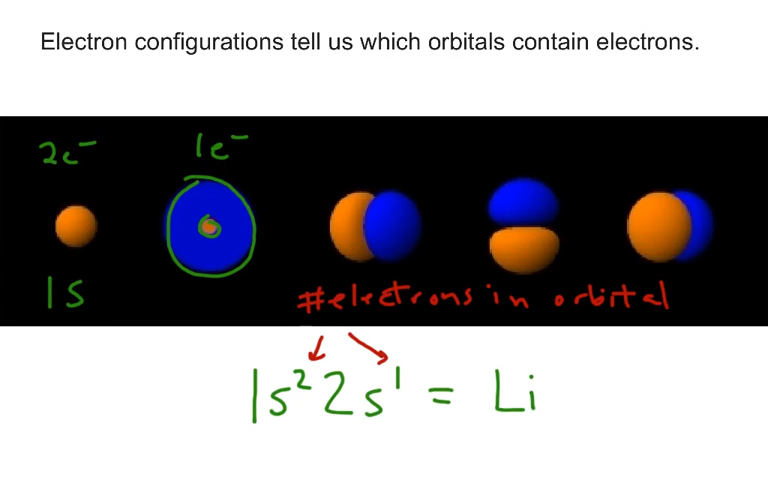 Electron configurations tell us which orbitals contain electrons.
2e⁻ 1e⁻
1s
#electrons in orbital
1s²2s¹ = Li